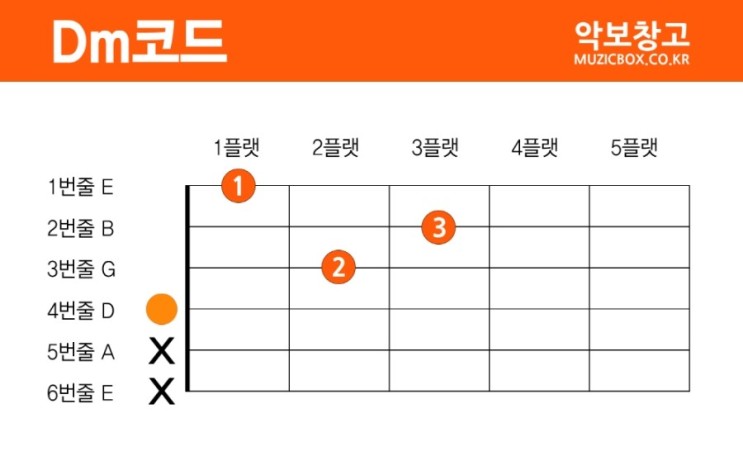 Dm코드
악보창고
MUZICBOX.CO.KR
1플랫 2플랫 3플랫 4플랫 5플랫
1번줄 E 1
2번줄 B 3
3번줄 G 2
4번줄 D
5번줄 A X
6번줄 E X